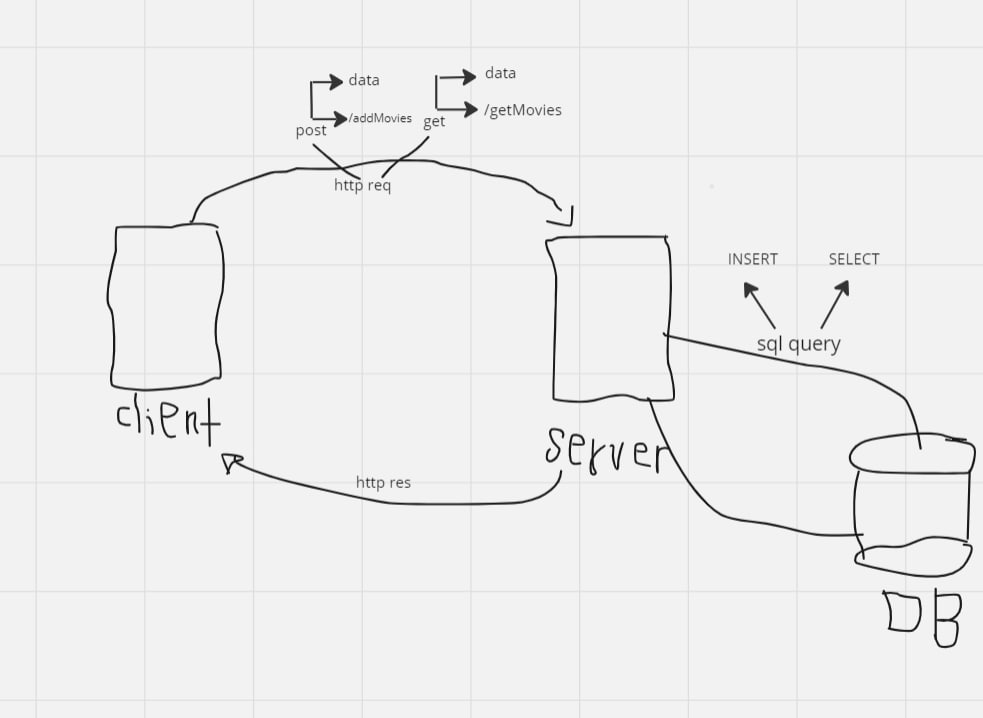 data
data
/addMovies
/getMovies
post
get
http req
INSERT
SELECT
sql query
client
server
http res
DB